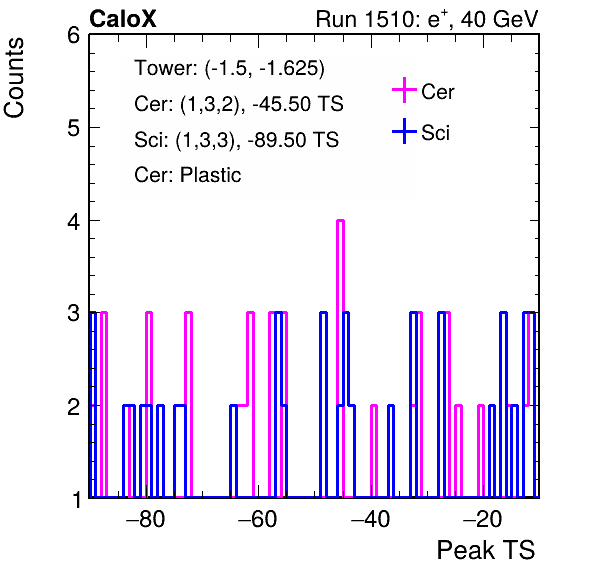 CaloX Run 1510: e⁺, 40 GeV
Counts
6
Tower: (-1.5, -1.625)
Cer: (1,3,2), -45.50 TS
Sci: (1,3,3), -89.50 TS
Cer: Plastic
Cer
Sci
5
4
3
2
1
−80 −60 −40 −20
Peak TS